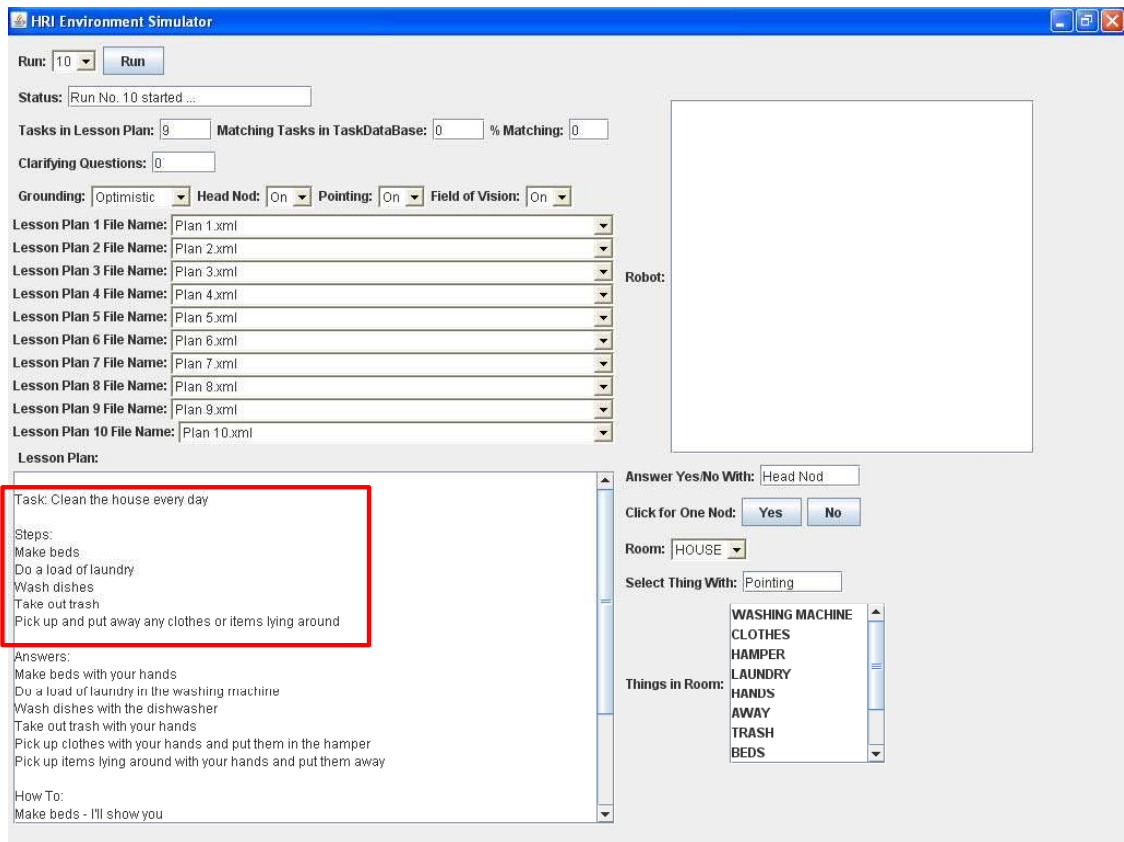 HRI Environment Simulator
Run: 10 Run
Status: Run No. 10 started ...
Tasks in Lesson Plan: 9 Matching Tasks in TaskDataBase: 0 % Matching: 0
Clarifying Questions: 0
Grounding: Optimistic Head Nod: On Pointing: On Field of Vision: On
Lesson Plan 1 File Name: Plan 1.xml
Lesson Plan 2 File Name: Plan 2.xml
Lesson Plan 3 File Name: Plan 3.xml
Lesson Plan 4 File Name: Plan 4.xml
Lesson Plan 5 File Name: Plan 5.xml
Lesson Plan 6 File Name: Plan 6.xml
Lesson Plan 7 File Name: Plan 7.xml
Lesson Plan 8 File Name: Plan 8.xml
Lesson Plan 9 File Name: Plan 9.xml
Lesson Plan 10 File Name: Plan 10.xml
Lesson Plan:
Task: Clean the house every day
Steps:
Make beds
Do a load of laundry
Wash dishes
Take out trash
Pick up and put away any clothes or items lying around
Answers:
Make beds with your hands
Do a load of laundry in the washing machine
Wash dishes with the dishwasher
Take out trash with your hands
Pick up clothes with your hands and put them in the hamper
Pick up items lying around with your hands and put them away
How To:
Make beds - I'll show you
Robot:
Answer Yes/No With: Head Nod
Click for One Nod: Yes No
Room: HOUSE
Select Thing With: Pointing
Things in Room:
WASHING MACHINE
CLOTHES
HAMPER
LAUNDRY
HANDS
AWAY
TRASH
BEDS